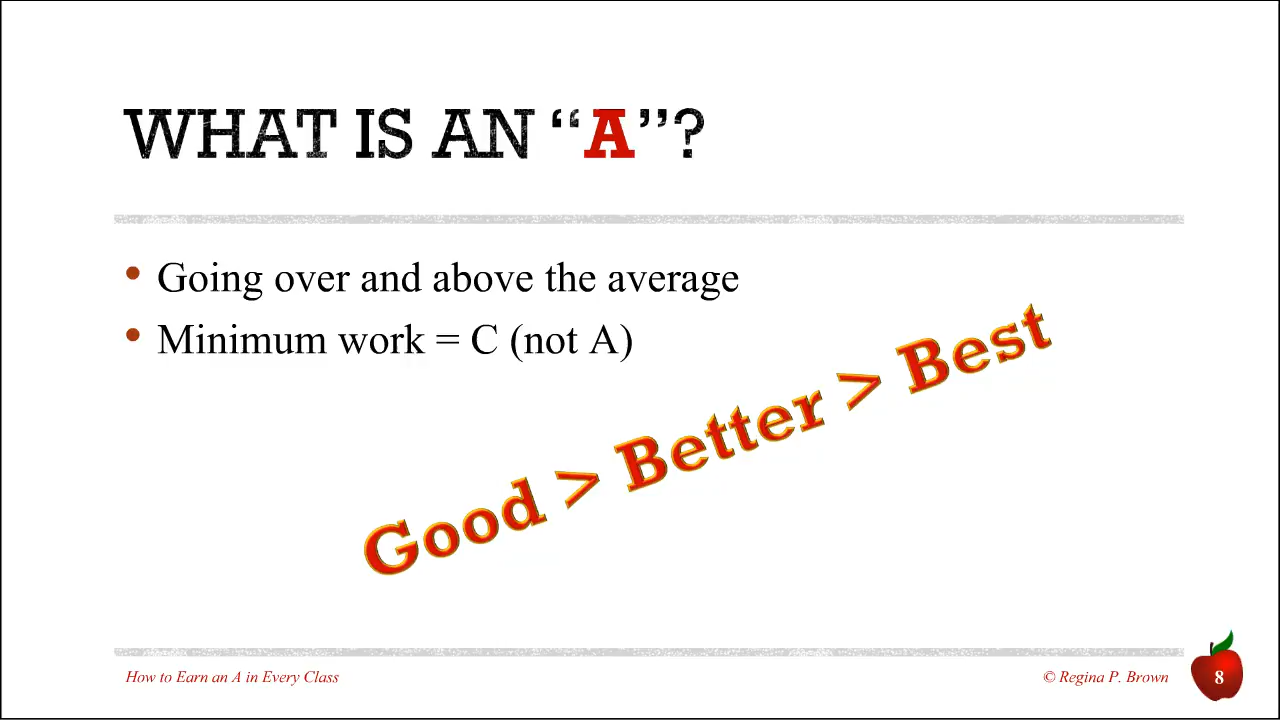 WHAT IS AN “A”?
• Going over and above the average
• Minimum work = C (not A)
Good > Better > Best
How to Earn an A in Every Class
© Regina P. Brown
8